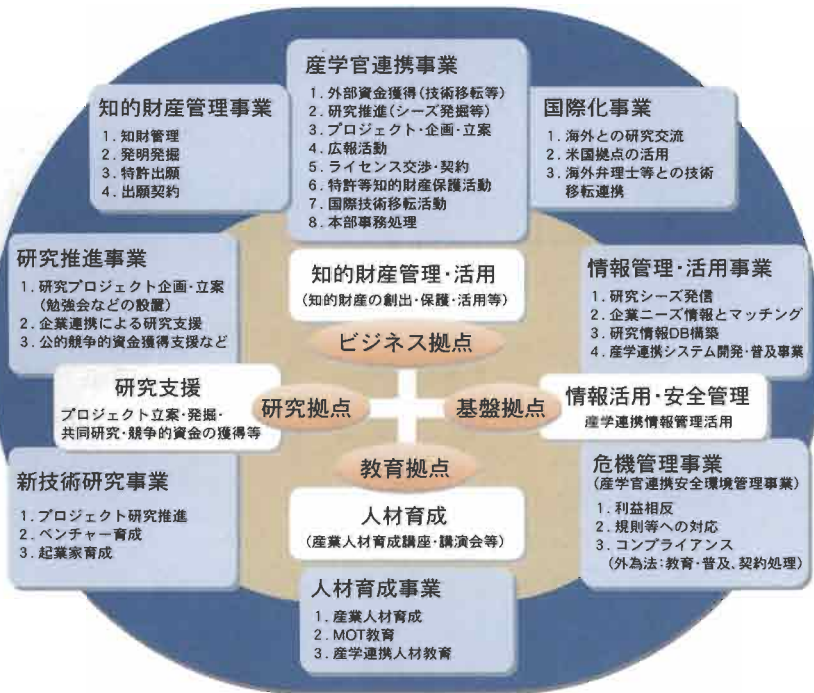 産学官連携事業
1. 外部資金獲得(技術移転等)
2. 研究推進(シーズ発掘等)
3. プロジェクト・企画・立案
4. 広報活動
5. ライセンス交渉・契約
6. 特許等知的財産保護活動
7. 国際技術移転活動
8. 本部事務処理
知的財産管理事業
1. 知財管理
2. 発明発掘
3. 特許出願
4. 出願契約
国際化事業
1. 海外との研究交流
2. 米国拠点の活用
3. 海外弁理士等との技術
移転連携
研究推進事業
1. 研究プロジェクト企画・立案
(勉強会などの設置)
2. 企業連携による研究支援
3. 公的競争的資金獲得支援など
知的財産管理・活用
(知的財産の創出・保護・活用等)
ビジネス拠点
情報管理・活用事業
1. 研究シーズ発信
2. 企業ニーズ情報とマッチング
3. 研究情報DB構築
4. 産学連携システム開発・普及事業
研究支援
プロジェクト立案・発掘・
共同研究・競争的資金の獲得等
研究拠点
基盤拠点
情報活用・安全管理
産学連携情報管理活用
教育拠点
人材育成
(産業人材育成講座・講演会等)
新技術研究事業
1. プロジェクト研究推進
2. ベンチャー育成
3. 起業家育成
危機管理事業
(産学官連携安全環境管理事業)
1. 利益相反
2. 規則等への対応
3. コンプライアンス
(外為法:教育・普及、契約処理)
人材育成事業
1. 産業人材育成
2. MOT教育
3. 産学連携人材教育